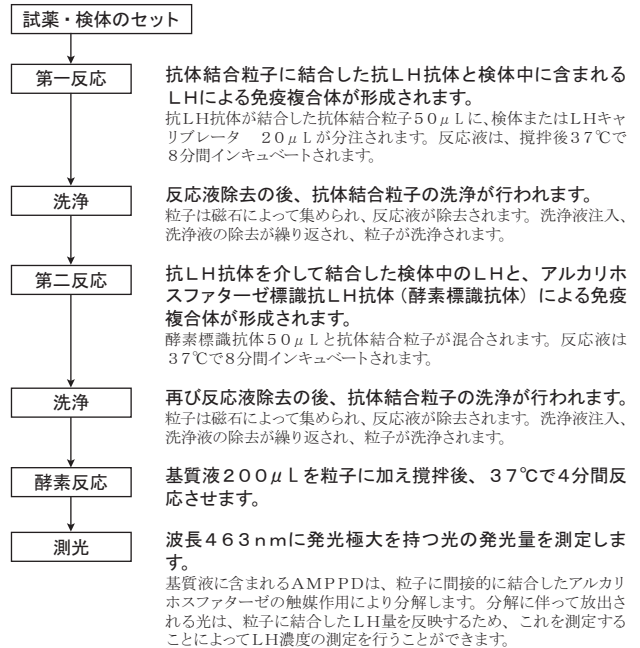 試薬・検体のセット
第一反応
抗体結合粒子に結合した抗LH抗体と検体中に含まれる
LHによる免疫複合体が形成されます。
抗LH抗体が結合した抗体結合粒子50μLに、検体またはLHキャ
リブレータ　20μLが分注されます。反応液は、撹拌後37℃で
8分間インキュベートされます。
洗浄
反応液除去の後、抗体結合粒子の洗浄が行われます。
粒子は磁石によって集められ、反応液が除去されます。洗浄液注入、
洗浄液の除去が繰り返され、粒子が洗浄されます。
第二反応
抗LH抗体を介して結合した検体中のLHと、アルカリホ
スファターゼ標識抗LH抗体（酵素標識抗体）による免疫
複合体が形成されます。
酵素標識抗体50μLと抗体結合粒子が混合されます。反応液は
37℃で8分間インキュベートされます。
洗浄
再び反応液除去の後、抗体結合粒子の洗浄が行われます。
粒子は磁石によって集められ、反応液が除去されます。洗浄液注入、
洗浄液の除去が繰り返され、粒子が洗浄されます。
酵素反応
基質液200μLを粒子に加え撹拌後、37℃で4分間反
応させます。
測光
波長463nmに発光極大を持つ光の発光量を測定しま
す。
基質液に含まれるAMPPDは、粒子に間接的に結合したアルカリ
ホスファターゼの触媒作用により分解します。分解に伴って放出さ
れる光は、粒子に結合したLH量を反映するため、これを測定する
ことによってLH濃度の測定を行うことができます。